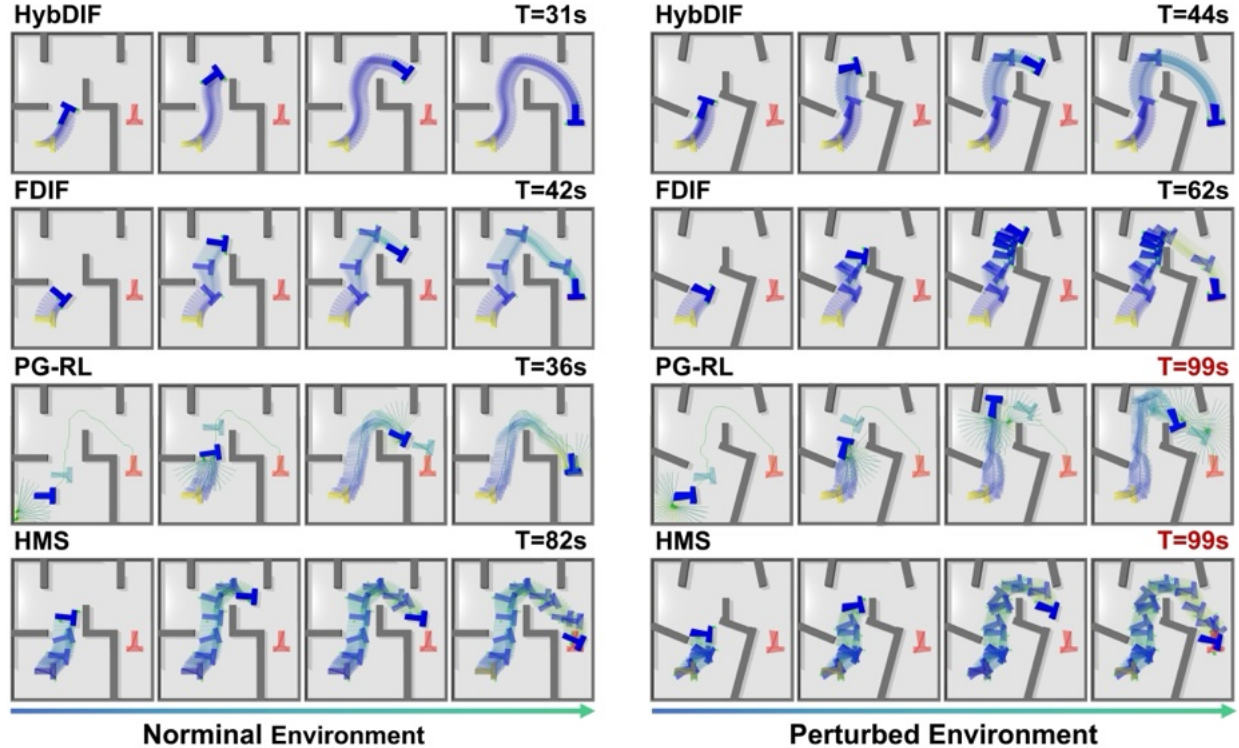 HybDIF T=31s HybDIF T=44s
FDIF T=42s FDIF T=62s
PG-RL T=36s PG-RL T=99s
HMS T=82s HMS T=99s
Norminal Environment Perturbed Environment